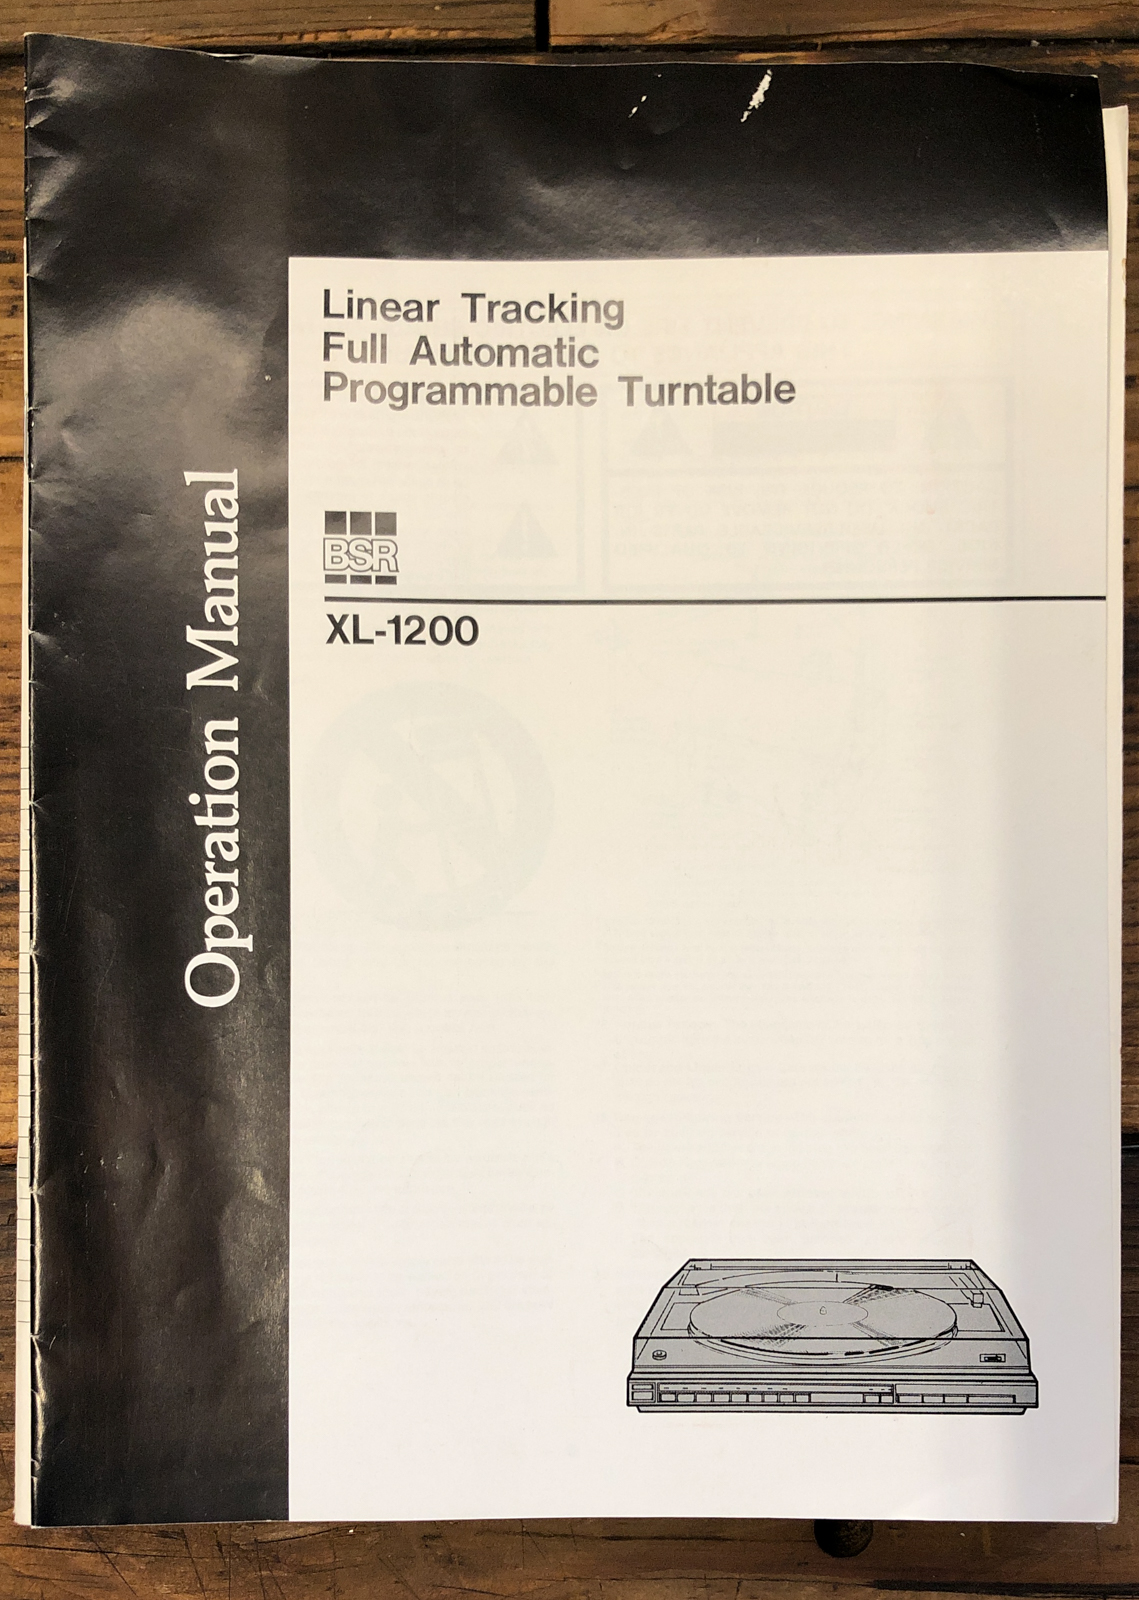 Linear Tracking
Full Automatic
Programmable Turntable
BSR
XL-1200
Operation Manual